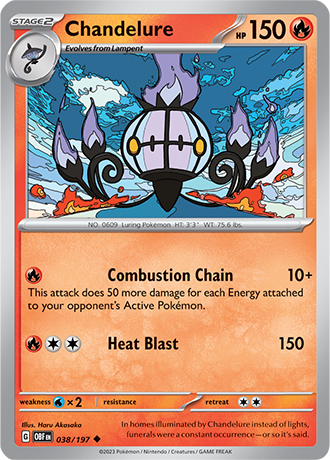 STAGE2 Chandelure HP 150
Evolves from Lampent
NO. 0609 Luring Pokémon HT: 3'3" WT: 75.6 lbs.
Combustion Chain 10+
This attack does 50 more damage for each Energy attached
to your opponent's Active Pokémon.
Heat Blast 150
weakness ×2 resistance retreat
Illus. Haru Akasaka
G OBF EN 038/197
In homes illuminated by Chandelure instead of lights,
funerals were a constant occurrence—or so it's said.
©2023 Pokémon / Nintendo / Creatures / GAME FREAK